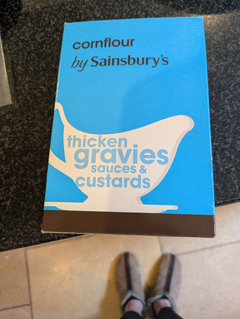 cornflour
by Sainsbury's
thicken
gravies
sauces &
custards